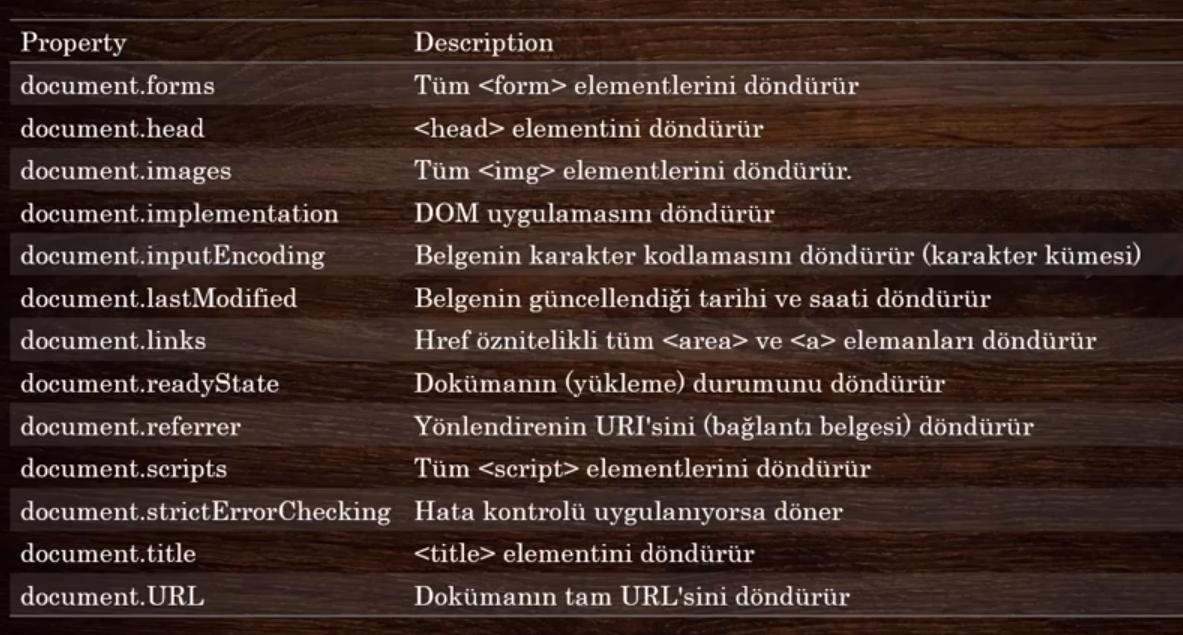 Property Description
document.forms Tüm <form> elementlerini döndürür
document.head <head> elementini döndürür
document.images Tüm <img> elementlerini döndürür.
document.implementation DOM uygulamasını döndürür
document.inputEncoding Belgenin karakter kodlamasını döndürür (karakter kümesi)
document.lastModified Belgenin güncellendiği tarihi ve saati döndürür
document.links Href öznitelikli tüm <area> ve <a> elemanları döndürür
document.readyState Dokümanın (yükleme) durumunu döndürür
document.referrer Yönlendirenin URI'sini (bağlantı belgesi) döndürür
document.scripts Tüm <script> elementlerini döndürür
document.strictErrorChecking Hata kontrolü uygulanıyorsa döner
document.title <title> elementini döndürür
document.URL Dokümanın tam URL'sini döndürür